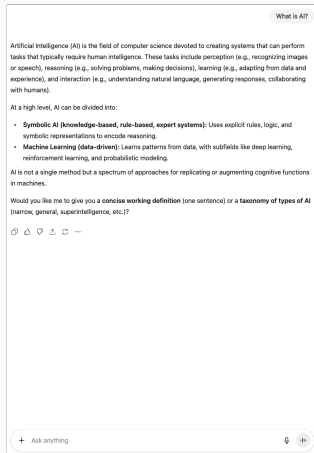 What is AI?
Artificial Intelligence (AI) is the field of computer science devoted to creating systems that can perform
tasks that typically require human intelligence. These tasks include perception (e.g., recognizing images
or speech), reasoning (e.g., solving problems, making decisions), learning (e.g., adapting from data and
experience), and interaction (e.g., understanding natural language, generating responses, collaborating
with humans).
At a high level, AI can be divided into:
• Symbolic AI (knowledge-based, rule-based, expert systems): Uses explicit rules, logic, and
symbolic representations to encode reasoning.
• Machine Learning (data-driven): Learns patterns from data, with subfields like deep learning,
reinforcement learning, and probabilistic modeling.
AI is not a single method but a spectrum of approaches for replicating or augmenting cognitive functions
in machines.
Would you like me to give you a concise working definition (one sentence) or a taxonomy of types of AI
(narrow, general, superintelligence, etc.)?
Ask anything